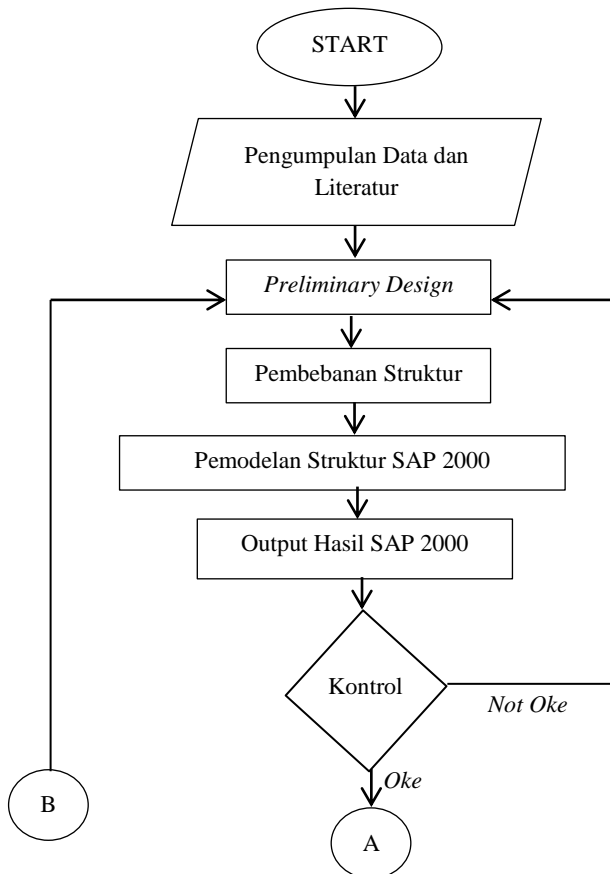 START
Pengumpulan Data dan
Literatur
Preliminary Design
Pembebanan Struktur
Pemodelan Struktur SAP 2000
Output Hasil SAP 2000
Kontrol
Not Oke
Oke
B
A